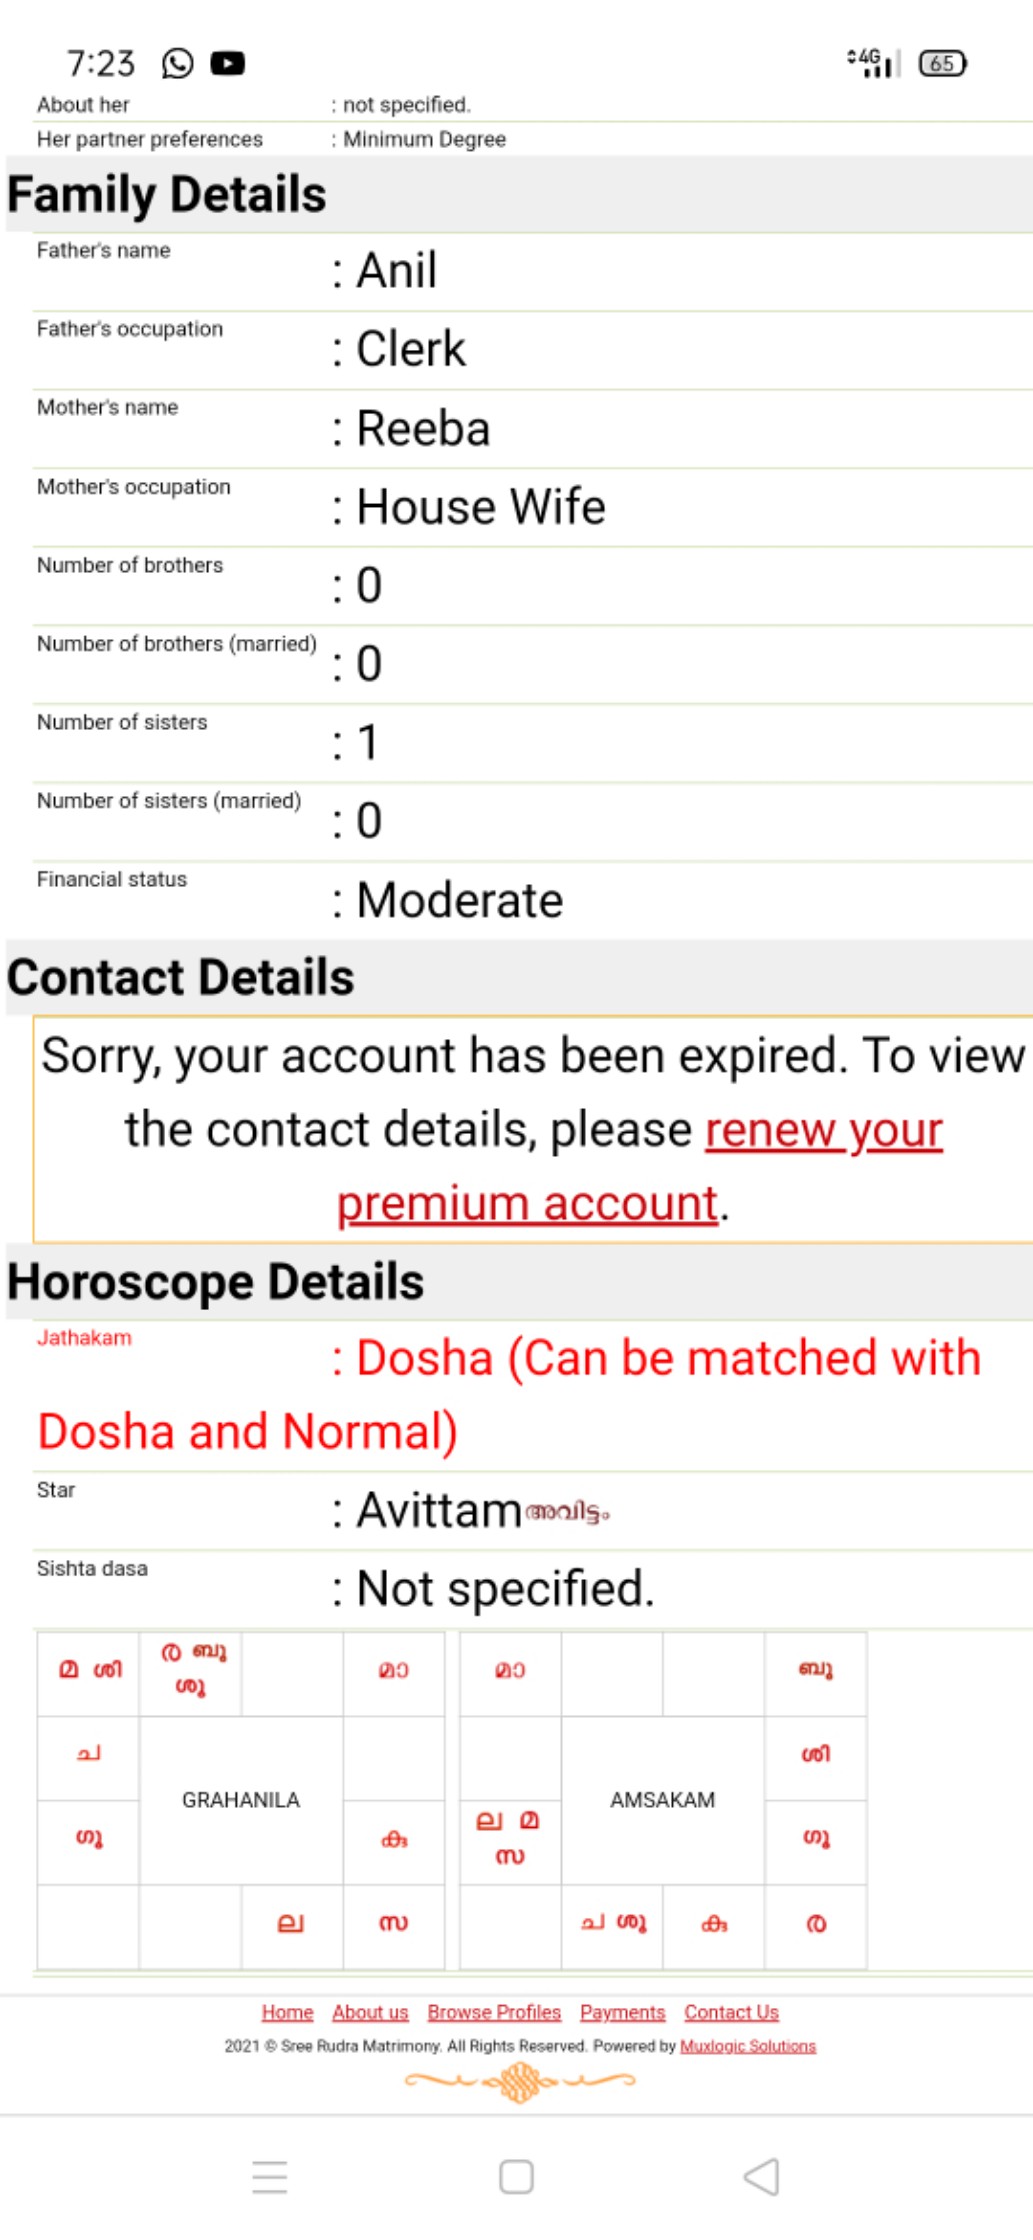 7:23 4G 65
About her : not specified.
Her partner preferences : Minimum Degree
Family Details
Father's name : Anil
Father's occupation : Clerk
Mother's name : Reeba
Mother's occupation : House Wife
Number of brothers : 0
Number of brothers (married) : 0
Number of sisters : 1
Number of sisters (married) : 0
Financial status : Moderate
Contact Details
Sorry, your account has been expired. To view
the contact details, please renew your
premium account.
Horoscope Details
Jathakam : Dosha (Can be matched with
Dosha and Normal)
Star : Avittam അവിട്ടം
Sishta dasa : Not specified.
മ ശി ര ബു മാ
ശു
ച
GRAHANILA
ഗു കു
ല സ
മാ ബു
ശി
AMSAKAM
ല മ ഗു
സ
ച ശു കു ര
Home About us Browse Profiles Payments Contact Us
2021 © Sree Rudra Matrimony. All Rights Reserved. Powered by Muxlogic Solutions